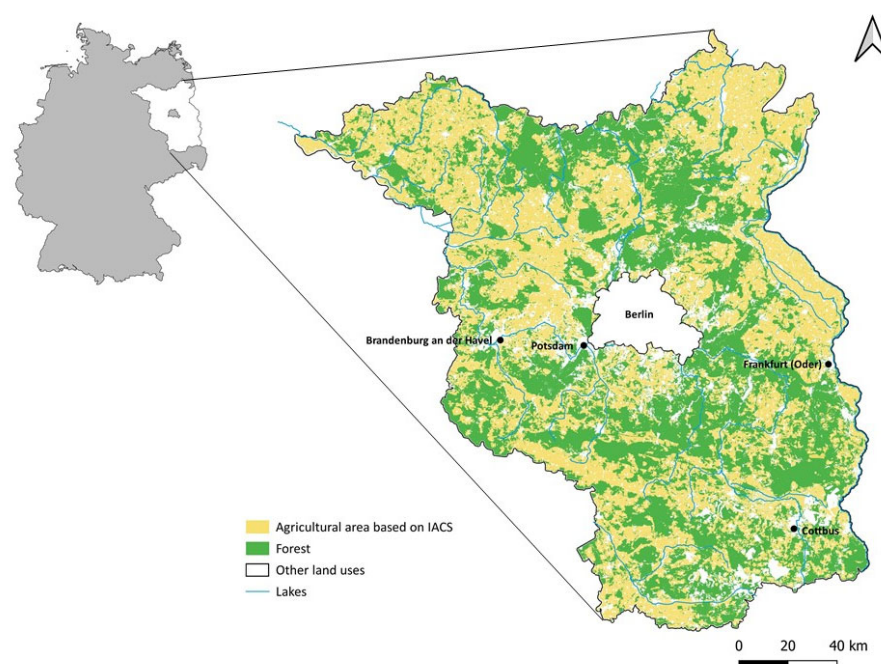 Berlin
Brandenburg an der Havel
Potsdam
Frankfurt (Oder)
Cottbus
Agricultural area based on IACS
Forest
Other land uses
Lakes
0 20 40 km